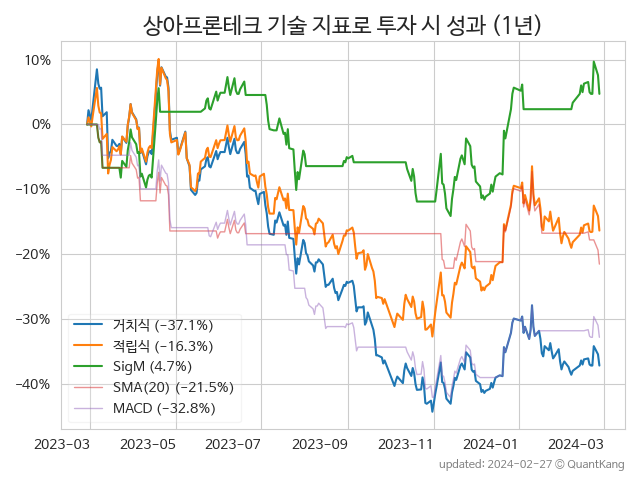 상아프론테크 기술 지표로 투자 시 성과 (1년)
10%
0%
−10%
−20%
−30%
−40%
거치식 (−37.1%)
적립식 (−16.3%)
SigM (4.7%)
SMA(20) (−21.5%)
MACD (−32.8%)
2023-03 2023-05 2023-07 2023-09 2023-11 2024-01 2024-03
updated: 2024-02-27 © QuantKang